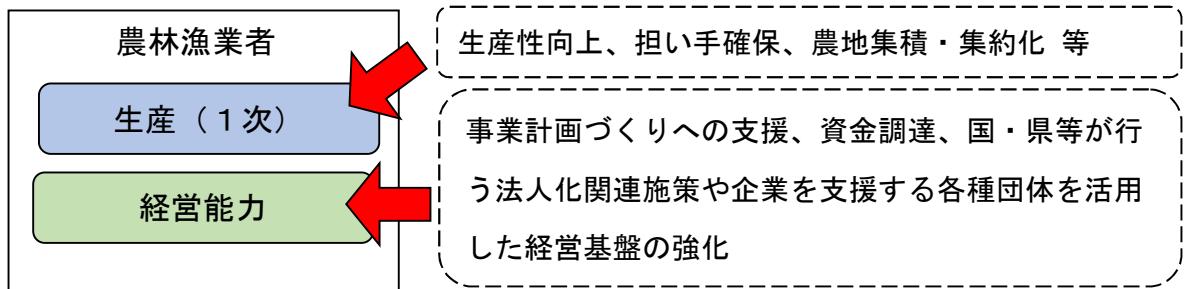 農林漁業者
生産性向上、担い手確保、農地集積・集約化 等
生産（１次）
経営能力
事業計画づくりへの支援、資金調達、国・県等が行
う法人化関連施策や企業を支援する各種団体を活用
した経営基盤の強化